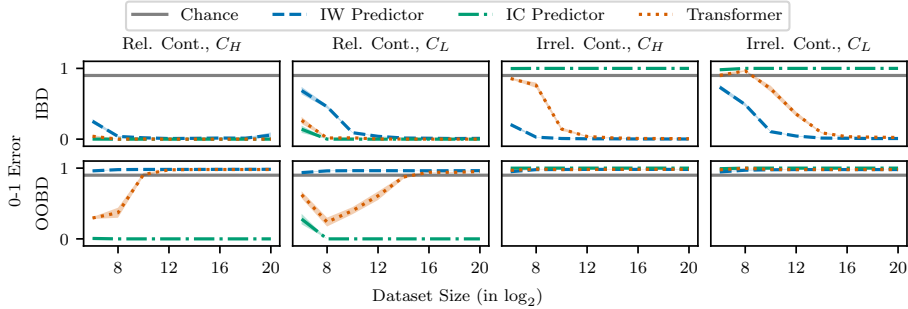 Chance IW Predictor IC Predictor Transformer
Rel. Cont., C_H Rel. Cont., C_L Irrel. Cont., C_H Irrel. Cont., C_L
0-1 Error
IBD
1
0
OOBD
1
0
8 12 16 20 8 12 16 20 8 12 16 20 8 12 16 20
Dataset Size (in log_2)